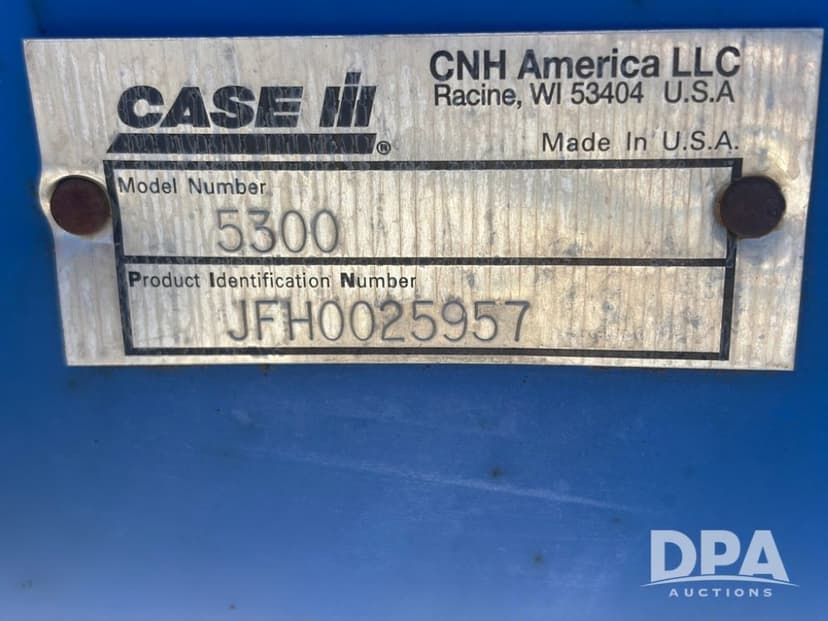 CASE IH
®
CNH America LLC
Racine, WI 53404 U.S.A
Made In U.S.A.
Model Number
5300
Product Identification Number
JFH0025957
DPA
AUCTIONS